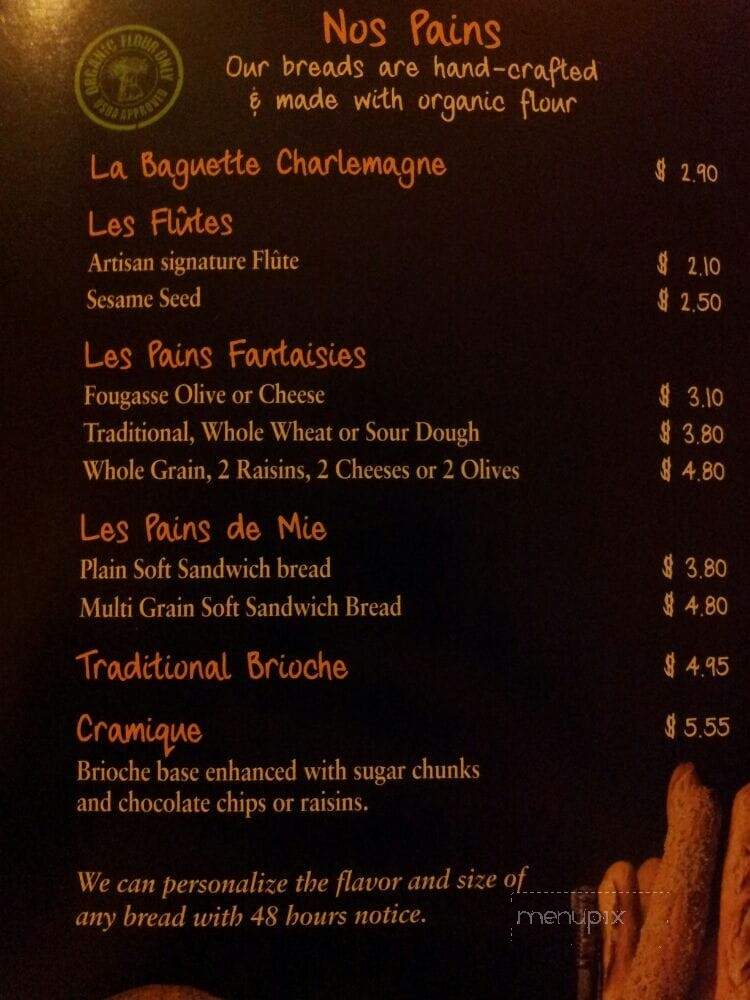 Nos Pains
ORGANIC FLOUR ONLY
USDA APPROVED
Our breads are hand-crafted
& made with organic flour
La Baguette Charlemagne $ 2.90
Les Flûtes
Artisan signature Flûte $ 2.10
Sesame Seed $ 2.50
Les Pains Fantaisies
Fougasse Olive or Cheese $ 3.10
Traditional, Whole Wheat or Sour Dough $ 3.80
Whole Grain, 2 Raisins, 2 Cheeses or 2 Olives $ 4.80
Les Pains de Mie
Plain Soft Sandwich bread $ 3.80
Multi Grain Soft Sandwich Bread $ 4.80
Traditional Brioche $ 4.95
Cramique $ 5.55
Brioche base enhanced with sugar chunks
and chocolate chips or raisins.
We can personalize the flavor and size of
any bread with 48 hours notice.
menupix